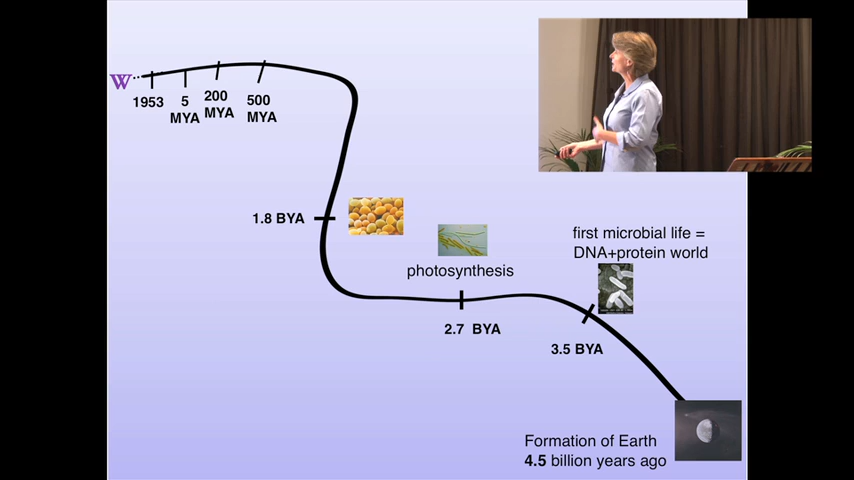 W
1953
5
MYA
200
MYA
500
MYA
1.8 BYA
photosynthesis
2.7 BYA
first microbial life =
DNA+protein world
3.5 BYA
Formation of Earth
4.5 billion years ago